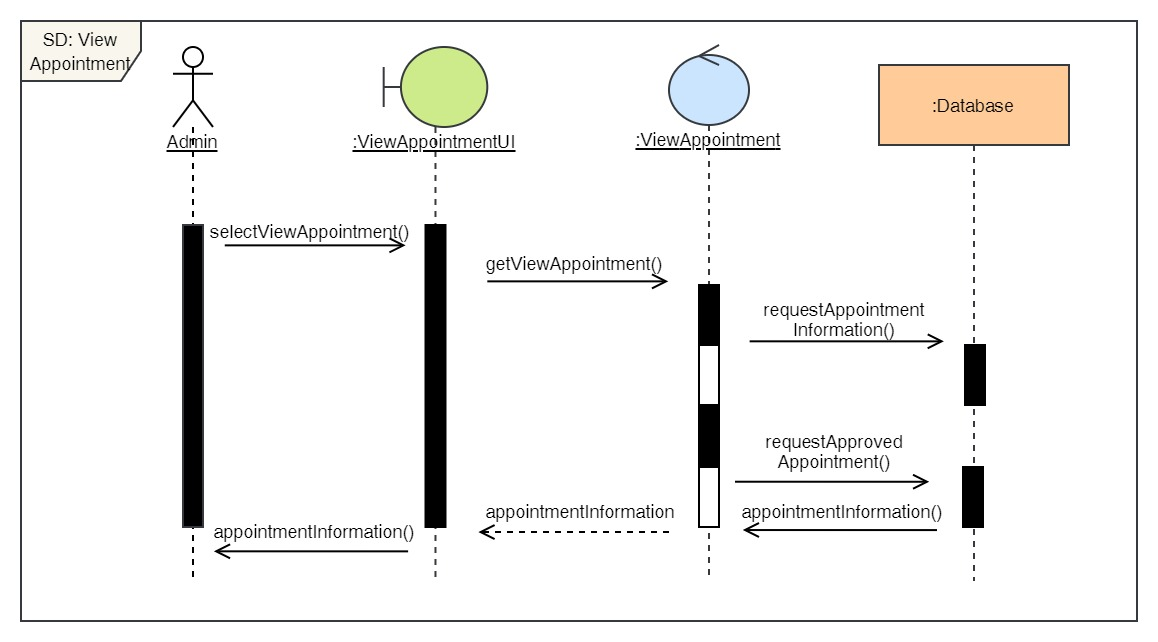 SD: View
Appointment
Admin
:ViewAppointmentUI
:ViewAppointment
:Database
selectViewAppointment()
getViewAppointment()
requestAppointment
Information()
requestApproved
Appointment()
appointmentInformation()
appointmentInformation
appointmentInformation()